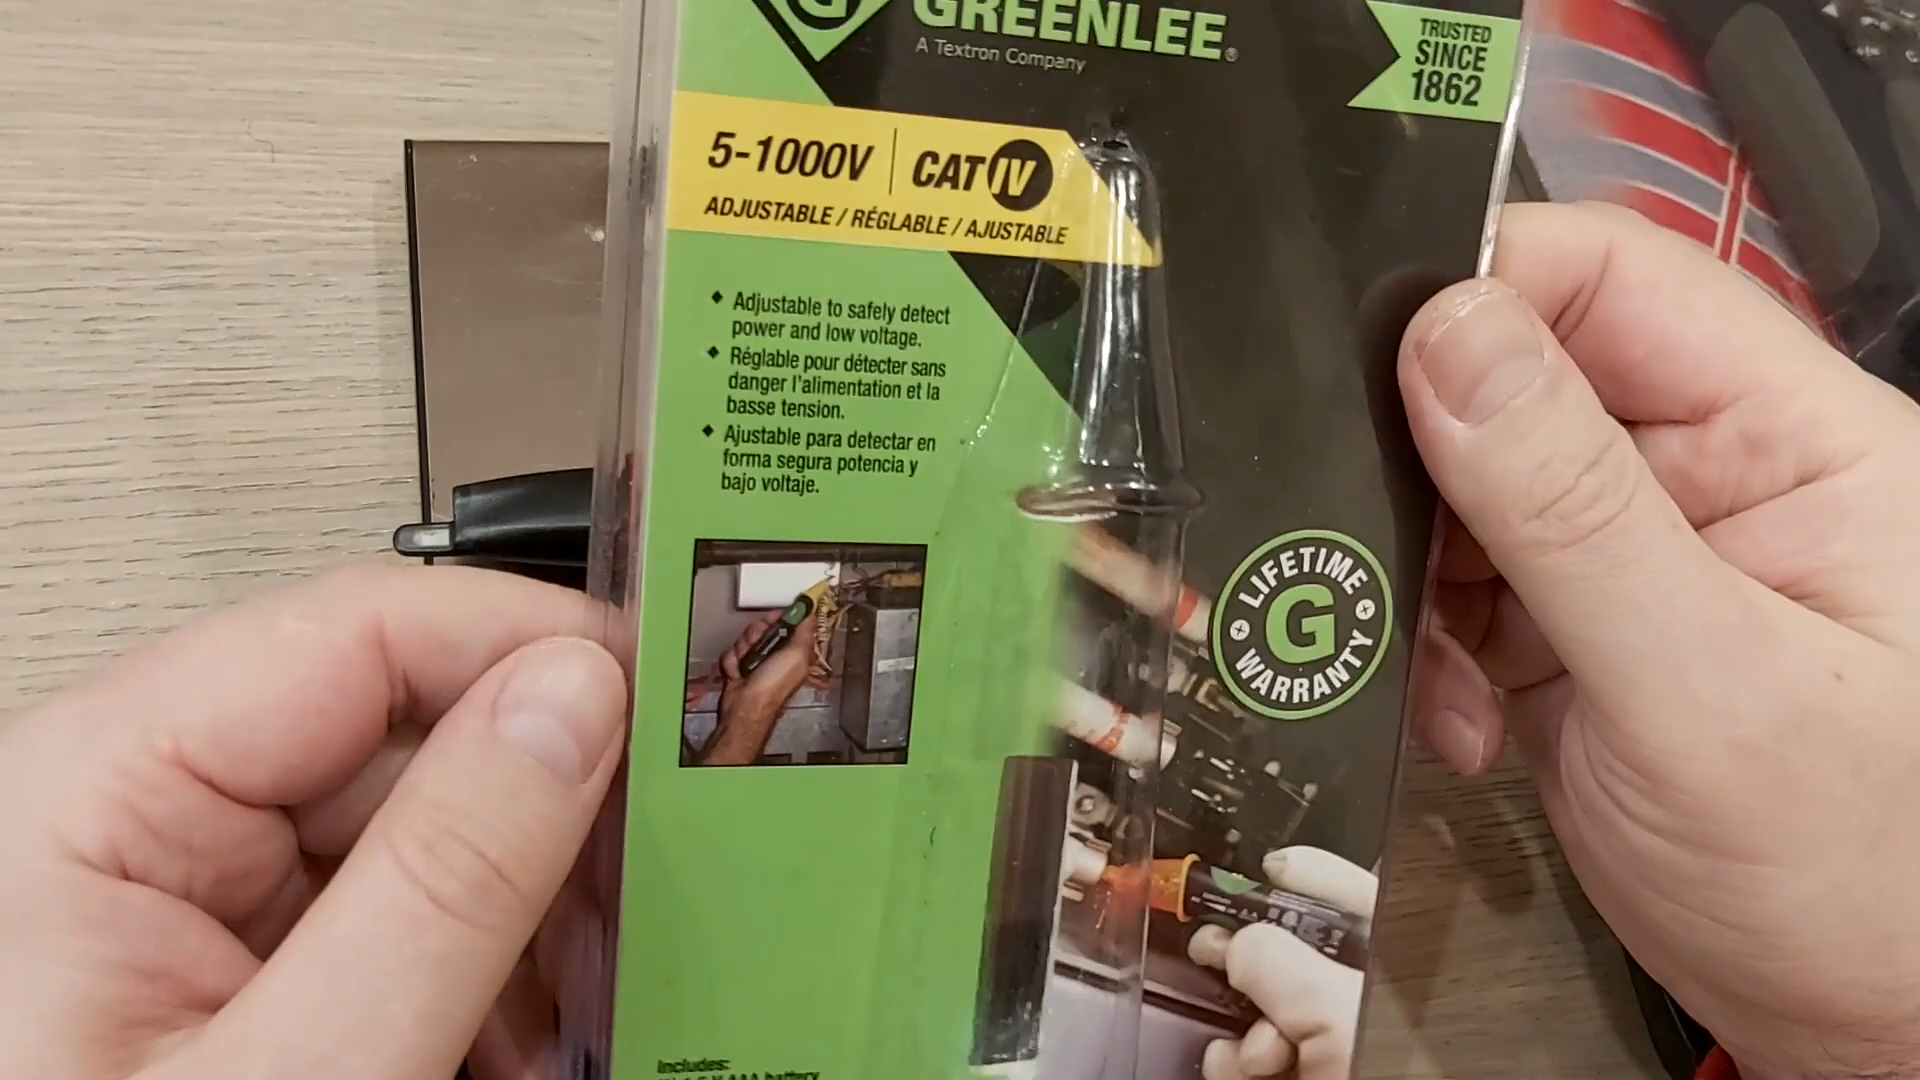 GREENLEE®
A Textron Company
TRUSTED
SINCE
1862
5-1000V | CAT IV
ADJUSTABLE / RÉGLABLE / AJUSTABLE
◆ Adjustable to safely detect
power and low voltage.
◆ Réglable pour détecter sans
danger l'alimentation et la
basse tension.
◆ Ajustable para detectar en
forma segura potencia y
bajo voltaje.
LIFETIME
G
WARRANTY
Includes:
AAA battery